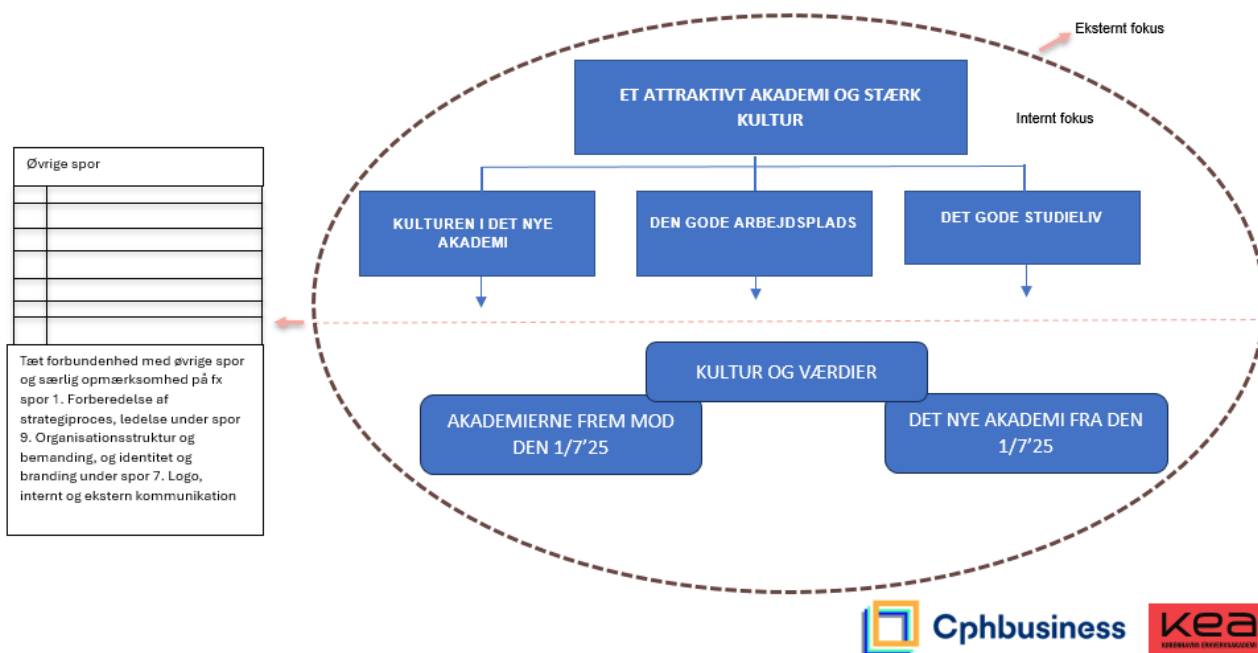 Eksternt fokus
ET ATTRAKTIVT AKADEMI OG STÆRK
KULTUR
Internt fokus
Øvrige spor
KULTUREN I DET NYE
AKADEMI
DEN GODE ARBEJDSPLADS
DET GODE STUDIELIV
Tæt forbundenhed med øvrige spor
og særlig opmærksomhed på fx
spor 1. Forberedelse af
strategiproces, ledelse under spor
9. Organisationsstruktur og
bemanding, og identitet og
branding under spor 7. Logo,
internt og ekstern kommunikation
KULTUR OG VÆRDIER
AKADEMIERNE FREM MOD
DEN 1/7'25
DET NYE AKADEMI FRA DEN
1/7'25
Cphbusiness
kea
KØBENHAVNS ERHVERVSAKADEMI